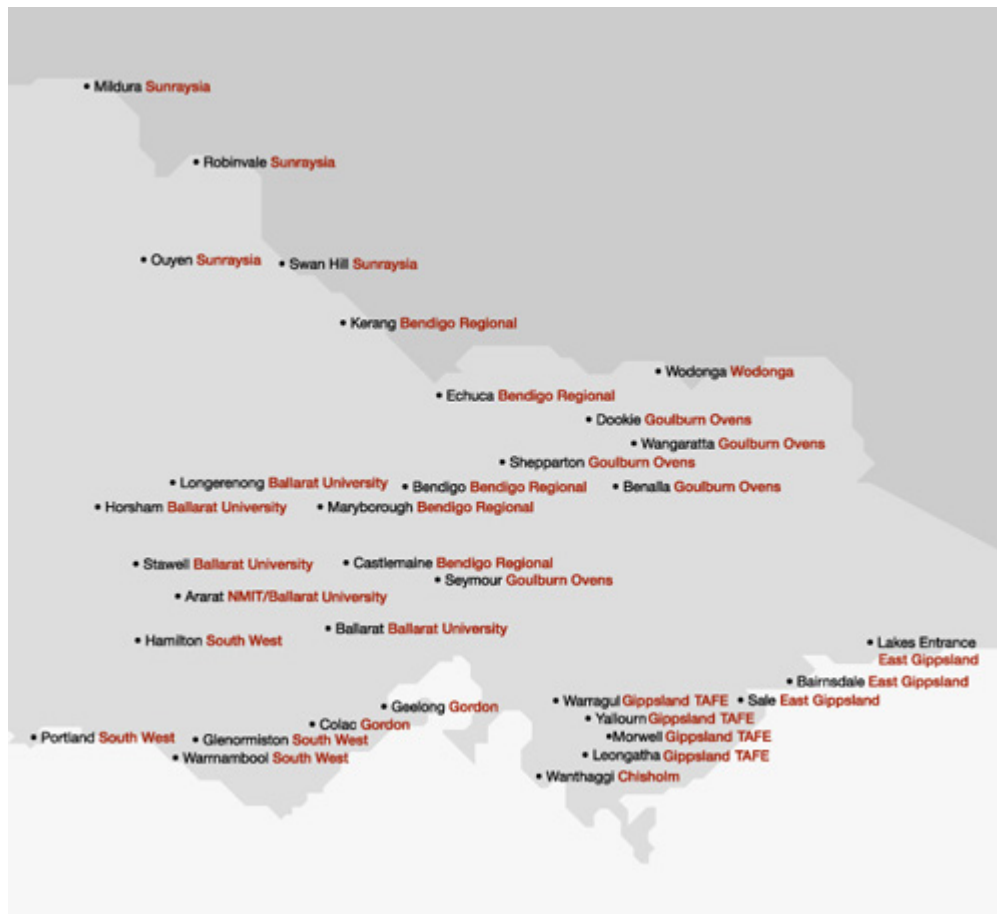 • Mildura Sunraysia
• Robinvale Sunraysia
• Ouyen Sunraysia
• Swan Hill Sunraysia
• Kerang Bendigo Regional
• Wodonga Wodonga
• Echuca Bendigo Regional
• Dookie Goulburn Ovens
• Wangaratta Goulburn Ovens
• Shepparton Goulburn Ovens
• Longerenong Ballarat University
• Bendigo Bendigo Regional
• Benalla Goulburn Ovens
• Horsham Ballarat University
• Maryborough Bendigo Regional
• Stawell Ballarat University
• Castlemaine Bendigo Regional
• Seymour Goulburn Ovens
• Ararat NMIT/Ballarat University
• Ballarat Ballarat University
• Hamilton South West
• Lakes Entrance
East Gippsland
• Bairnsdale East Gippsland
• Warragul Gippsland TAFE
• Sale East Gippsland
• Geelong Gordon
• Yallourn Gippsland TAFE
• Colac Gordon
• Morwell Gippsland TAFE
• Portland South West
• Glenormiston South West
• Leongatha Gippsland TAFE
• Warrnambool South West
• Wanthaggi Chisholm